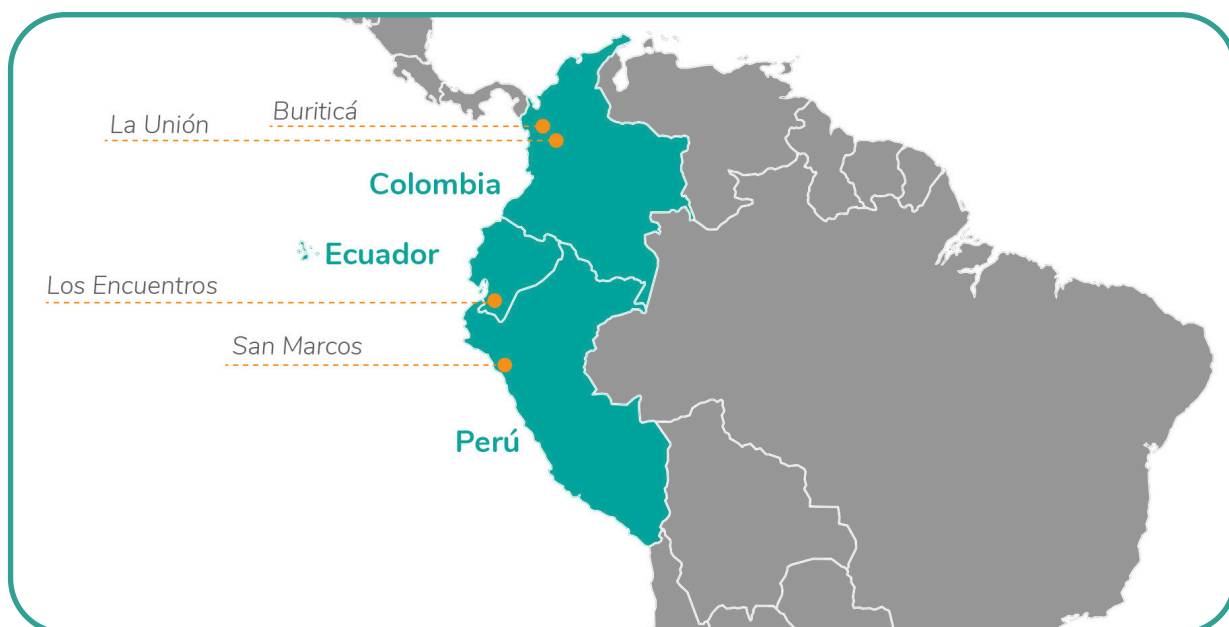 Buriticá
La Unión
Colombia
Ecuador
Los Encuentros
San Marcos
Perú